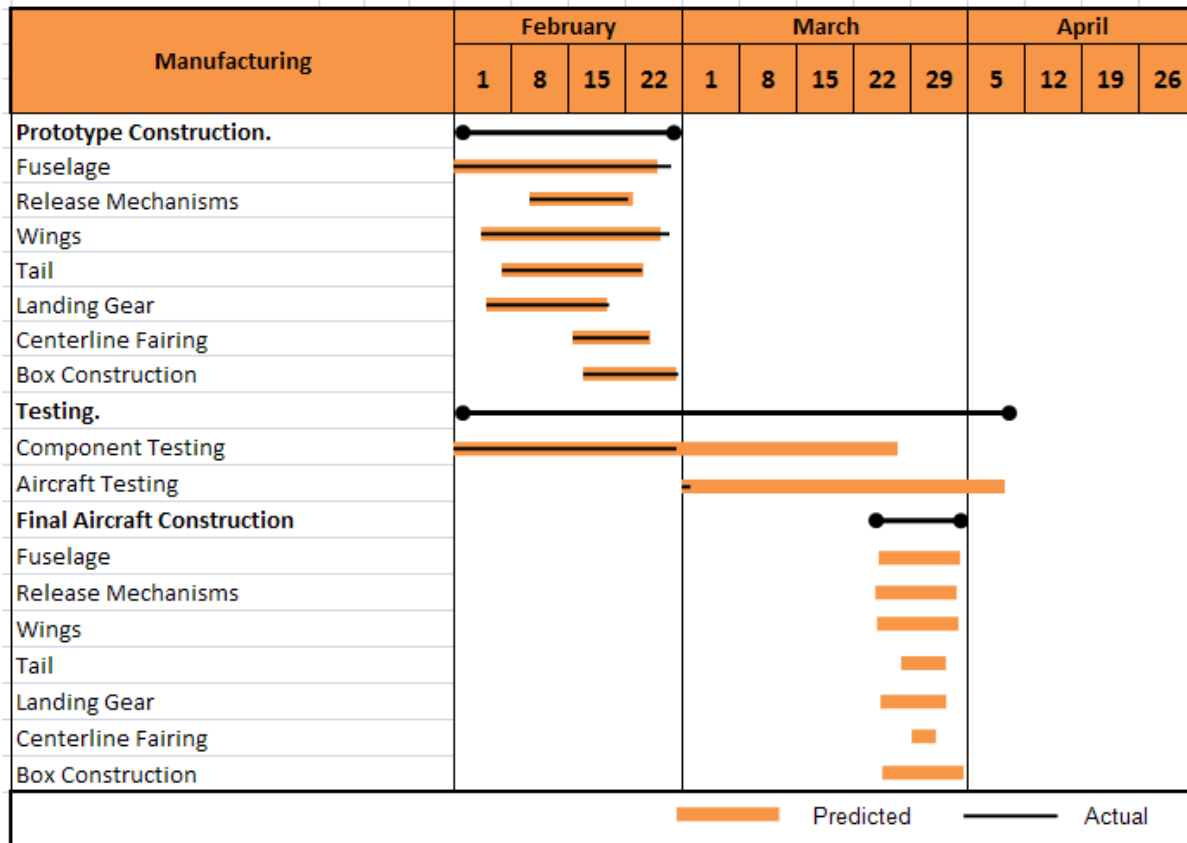 Manufacturing
February March April
1 8 15 22 1 8 15 22 29 5 12 19 26
Prototype Construction.
Fuselage
Release Mechanisms
Wings
Tail
Landing Gear
Centerline Fairing
Box Construction
Testing.
Component Testing
Aircraft Testing
Final Aircraft Construction
Fuselage
Release Mechanisms
Wings
Tail
Landing Gear
Centerline Fairing
Box Construction
Predicted Actual